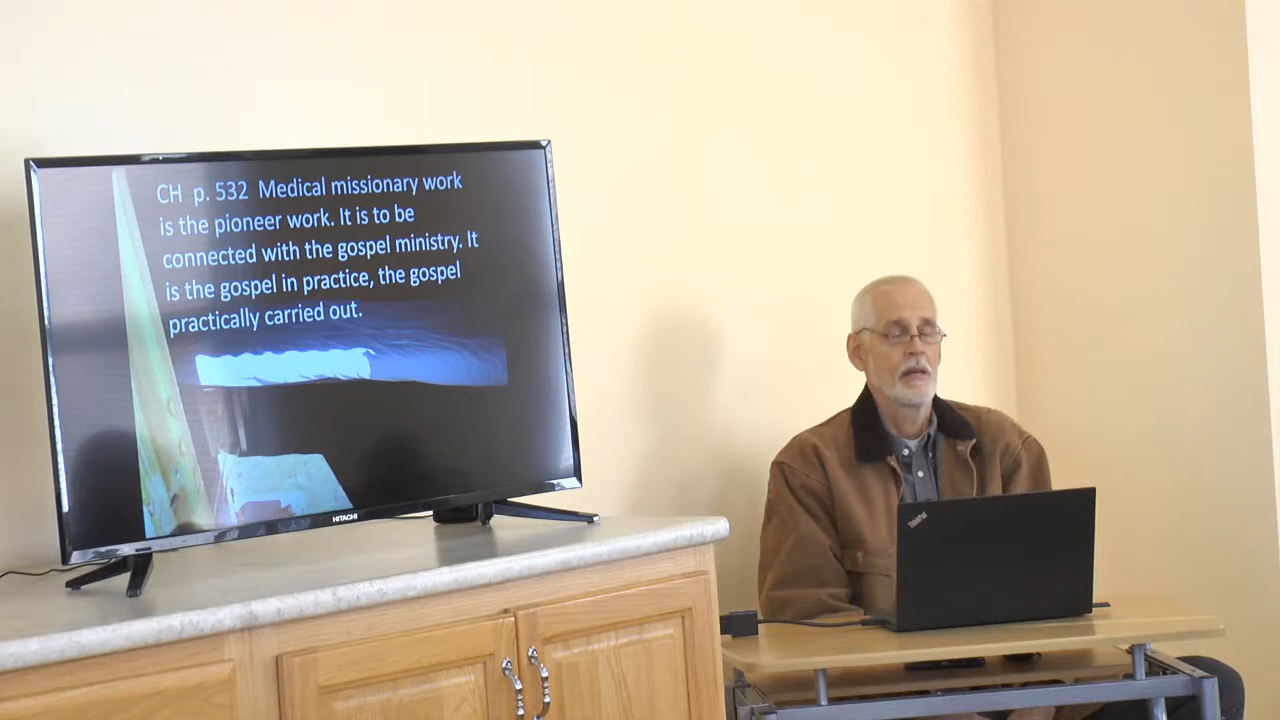 CH p. 532 Medical missionary work
is the pioneer work. It is to be
connected with the gospel ministry. It
is the gospel in practice, the gospel
practically carried out.
HITACHI
ThinkPad